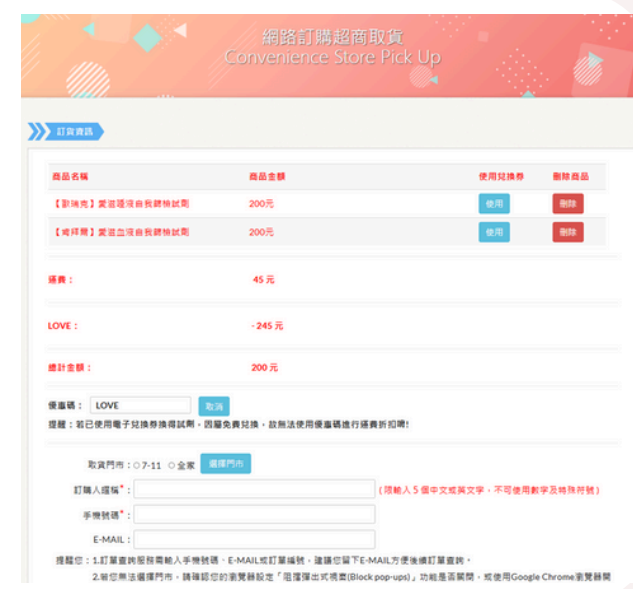 網路訂購超商取貨
Convenience Store Pick Up
訂貨資訊
商品名稱 商品金額 使用兌換券 刪除商品
【歐瑞克】愛滋唾液自我篩檢試劑 200元 使用 刪除
【威拜爾】愛滋血液自我篩檢試劑 200元 使用 刪除
運費： 45 元
LOVE： - 245 元
總計金額： 200 元
優惠碼： LOVE 取消
提醒：若已使用電子兌換券換得試劑，因屬免費兌換，故無法使用優惠碼進行運費折扣唷!
取貨門市：7-11 全家 選擇門市
訂購人暱稱*： (限輸入 5 個中文或英文字，不可使用數字及特殊符號)
手機號碼*：
E-MAIL：
提醒您：1.訂單查詢服務需輸入手機號碼、E-MAIL或訂單編號，建議您留下E-MAIL方便後續訂單查詢。
2.若您無法選擇門市，請確認您的瀏覽器設定「阻擋彈出式視窗(Block pop-ups)」功能是否關閉，或使用Google Chrome瀏覽器開